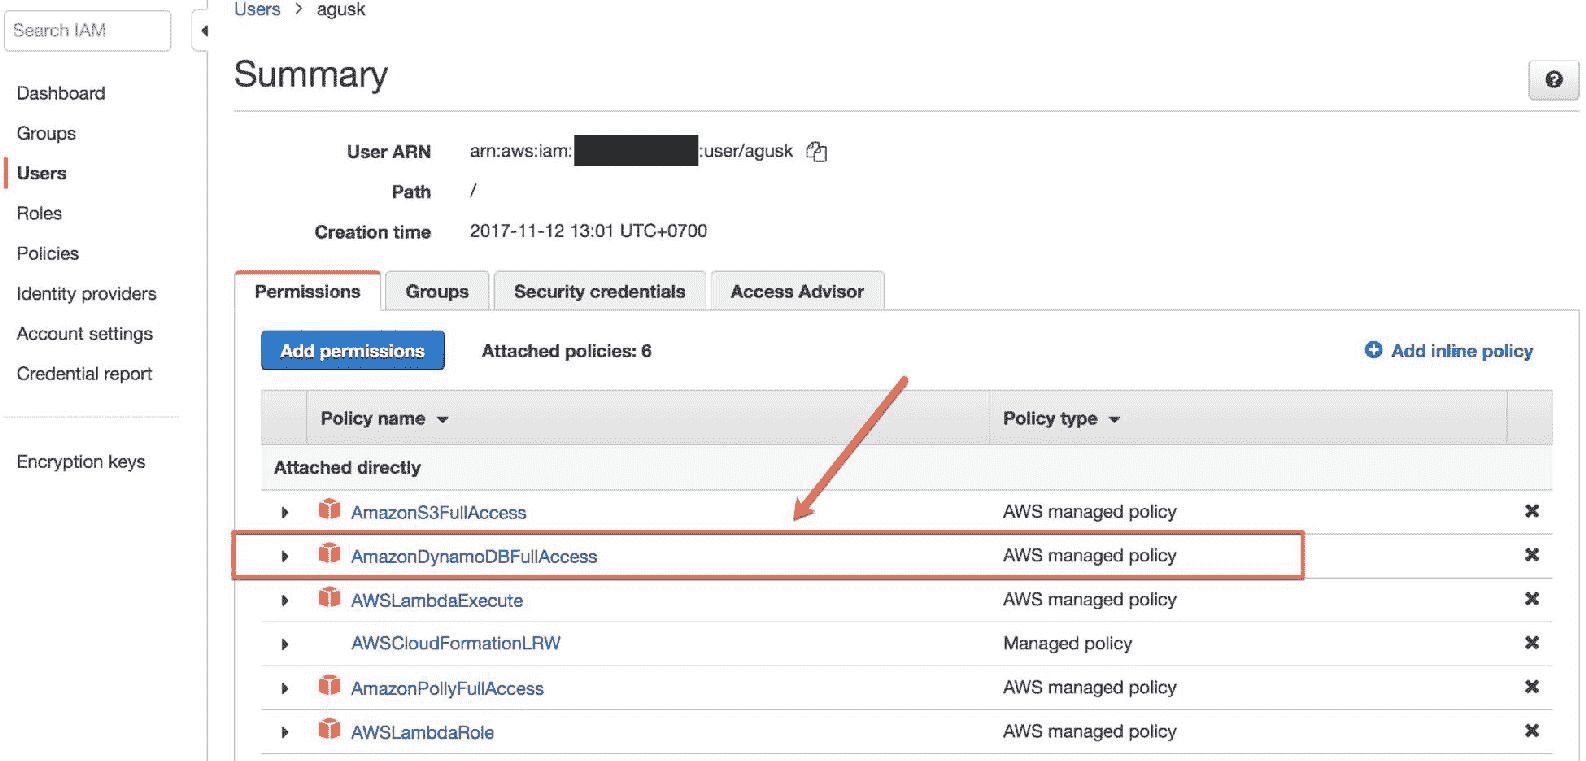 Users > agusk
Search IAM
Summary
?
Dashboard
Groups
Users
Roles
Policies
Identity providers
Account settings
Credential report
Encryption keys
User ARN arn:aws:iam: :user/agusk
Path /
Creation time 2017-11-12 13:01 UTC+0700
Permissions Groups Security credentials Access Advisor
Add permissions Attached policies: 6 Add inline policy
Policy name Policy type
Attached directly
AmazonS3FullAccess AWS managed policy
AmazonDynamoDBFullAccess AWS managed policy
AWSLambdaExecute AWS managed policy
AWSCloudFormationLRW Managed policy
AmazonPollyFullAccess AWS managed policy
AWSLambdaRole AWS managed policy